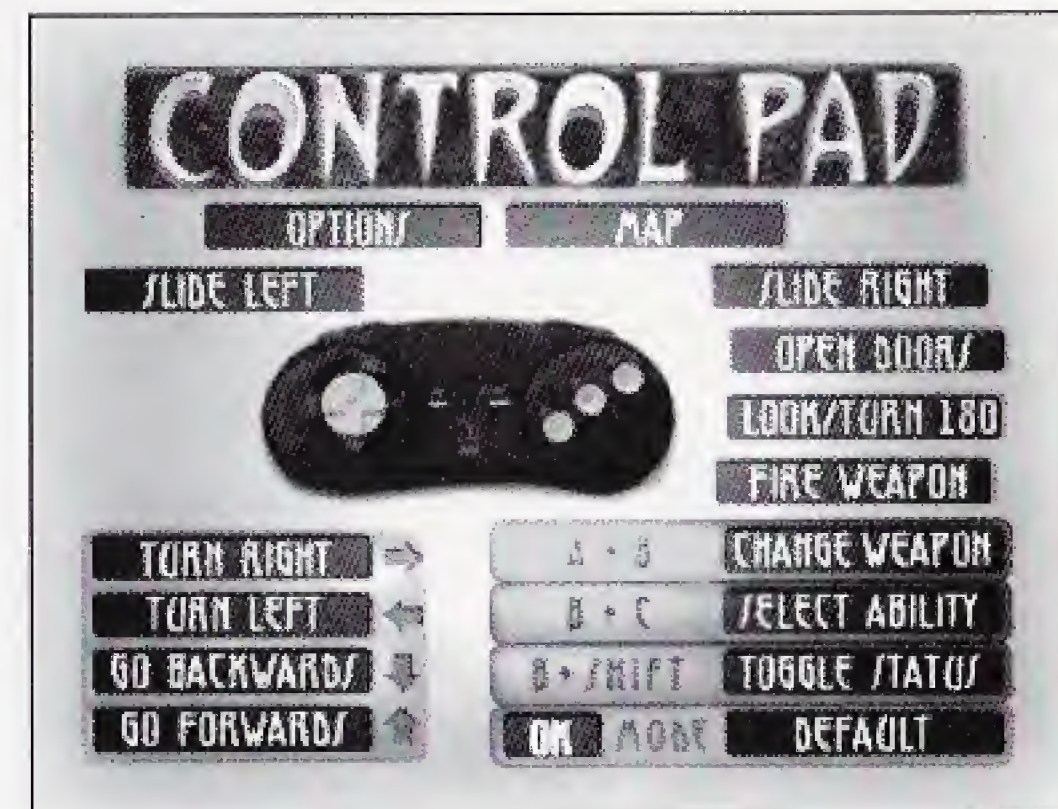 CONTROL PAD
OPTIONS MAP
SLIDE LEFT SLIDE RIGHT
OPEN DOORS
LOOK/TURN 180
FIRE WEAPON
TURN RIGHT A + B CHANGE WEAPON
TURN LEFT B + C SELECT ABILITY
GO BACKWARDS B + SHIFT TOGGLE STATUS
GO FORWARDS OK MODE DEFAULT